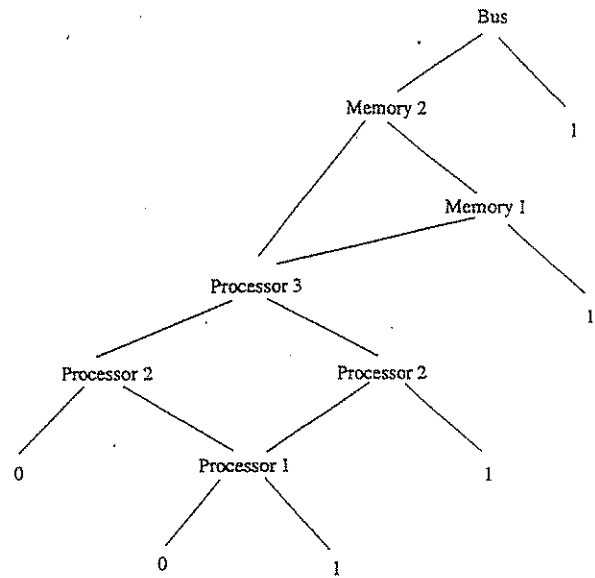 Bus
Memory 2
1
Memory 1
Processor 3
1
Processor 2
Processor 2
0
Processor 1
1
0
1